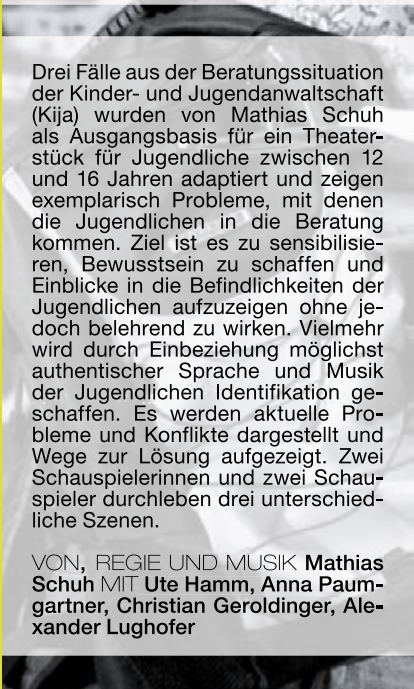 Drei Fälle aus der Beratungssituation
der Kinder- und Jugendanwaltschaft
(Kija) wurden von Mathias Schuh
als Ausgangsbasis für ein Theater-
stück für Jugendliche zwischen 12
und 16 Jahren adaptiert und zeigen
exemplarisch Probleme, mit denen
die Jugendlichen in die Beratung
kommen. Ziel ist es zu sensibilisie-
ren, Bewusstsein zu schaffen und
Einblicke in die Befindlichkeiten der
Jugendlichen aufzuzeigen ohne je-
doch belehrend zu wirken. Vielmehr
wird durch Einbeziehung möglichst
authentischer Sprache und Musik
der Jugendlichen Identifikation ge-
schaffen. Es werden aktuelle Pro-
bleme und Konflikte dargestellt und
Wege zur Lösung aufgezeigt. Zwei
Schauspielerinnen und zwei Schau-
spieler durchleben drei unterschied-
liche Szenen.

VON, REGIE UND MUSIK Mathias
Schuh MIT Ute Hamm, Anna Paum-
gartner, Christian Geroldinger, Ale-
xander Lughofer